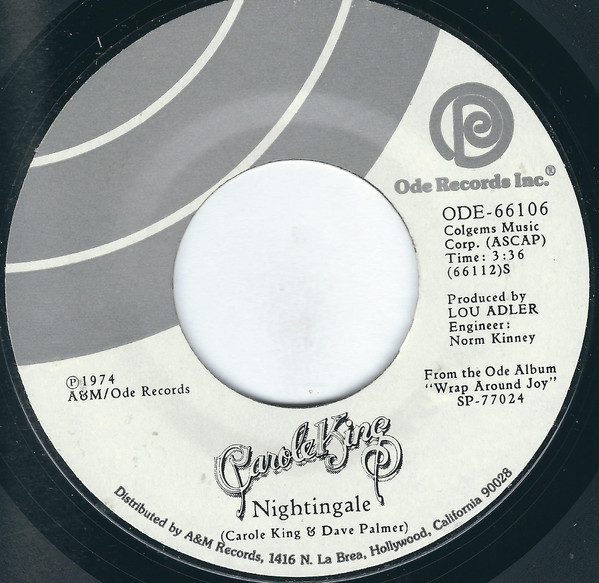 Ode Records Inc.®
ODE-66106
Colgems Music
Corp. (ASCAP)
Time: 3:36
(66112)S
Produced by
LOU ADLER
Engineer:
Norm Kinney
From the Ode Album
"Wrap Around Joy"
SP-77024
℗1974
A&M/Ode Records
Carole King
Nightingale
(Carole King & Dave Palmer)
Distributed by A&M Records, 1416 N. La Brea, Hollywood, California 90028